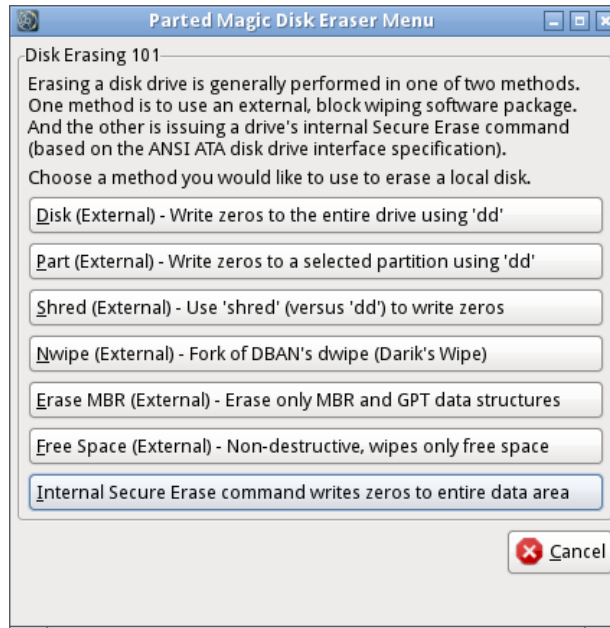 Parted Magic Disk Eraser Menu
Disk Erasing 101
Erasing a disk drive is generally performed in one of two methods.
One method is to use an external, block wiping software package.
And the other is issuing a drive's internal Secure Erase command
(based on the ANSI ATA disk drive interface specification).
Choose a method you would like to use to erase a local disk.
Disk (External) - Write zeros to the entire drive using 'dd'
Part (External) - Write zeros to a selected partition using 'dd'
Shred (External) - Use 'shred' (versus 'dd') to write zeros
Nwipe (External) - Fork of DBAN's dwipe (Darik's Wipe)
Erase MBR (External) - Erase only MBR and GPT data structures
Free Space (External) - Non-destructive, wipes only free space
Internal Secure Erase command writes zeros to entire data area
Cancel